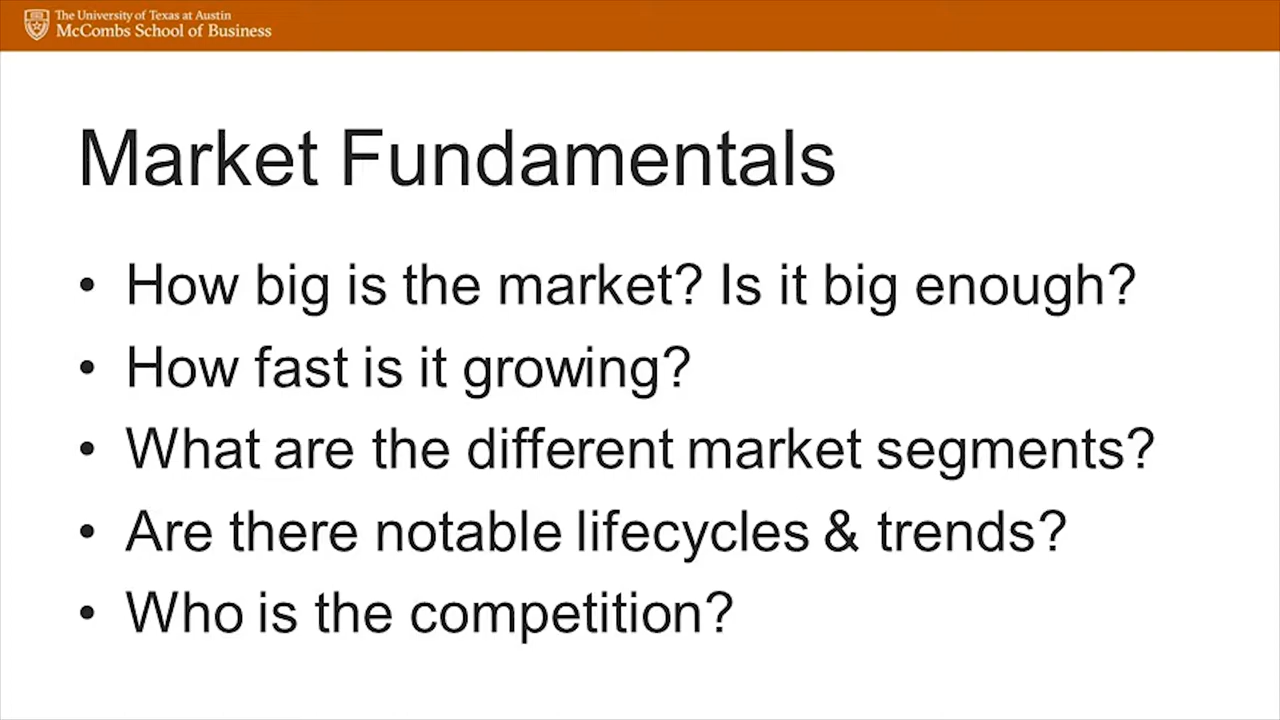 The University of Texas at Austin
McCombs School of Business
Market Fundamentals
• How big is the market? Is it big enough?
• How fast is it growing?
• What are the different market segments?
• Are there notable lifecycles & trends?
• Who is the competition?